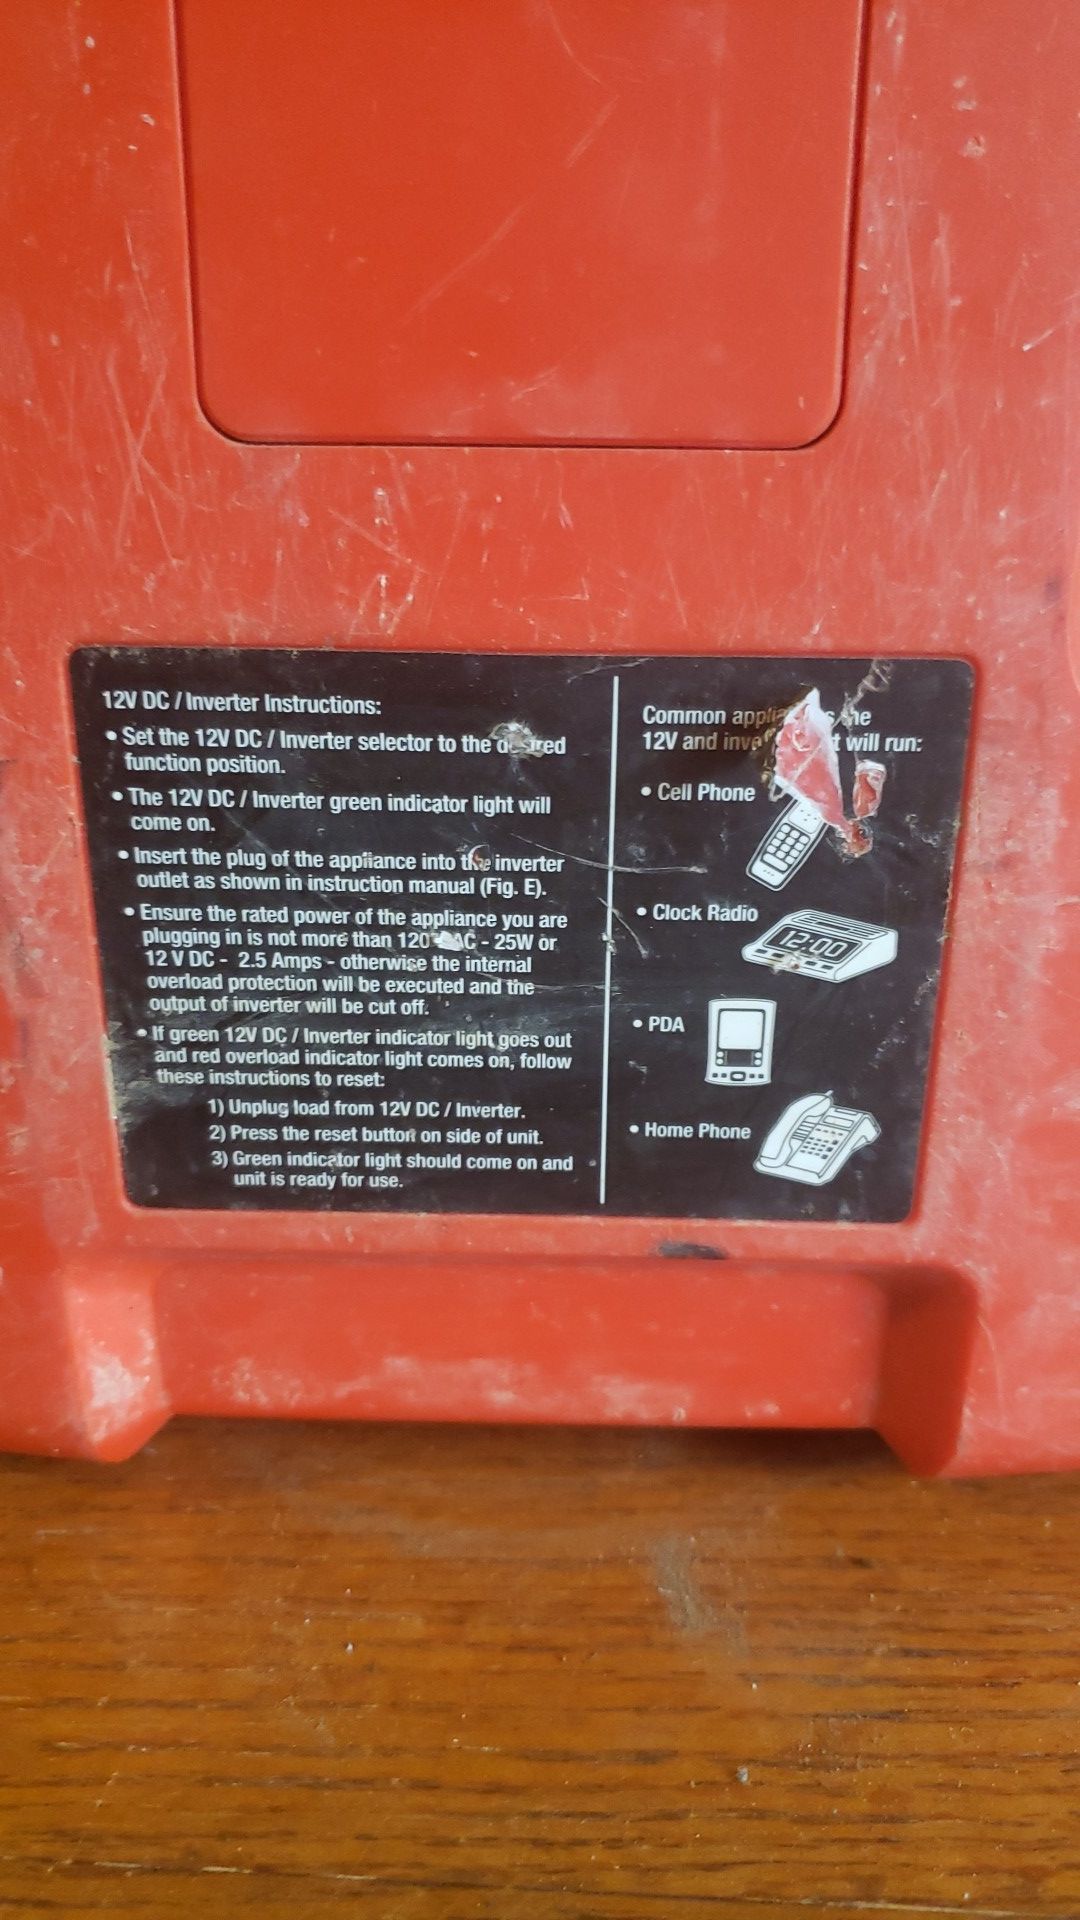 12V DC / Inverter Instructions:
• Set the 12V DC / Inverter selector to the desired
function position.
• The 12V DC / Inverter green indicator light will
come on.
• Insert the plug of the appliance into the inverter
outlet as shown in instruction manual (Fig. E).
• Ensure the rated power of the appliance you are
plugging in is not more than 120 AC - 25W or
12 V DC - 2.5 Amps - otherwise the internal
overload protection will be executed and the
output of inverter will be cut off.
• If green 12V DC / Inverter indicator light goes out
and red overload indicator light comes on, follow
these instructions to reset:
1) Unplug load from 12V DC / Inverter.
2) Press the reset button on side of unit.
3) Green indicator light should come on and
unit is ready for use.
Common the
12V and will run:
• Cell Phone
• Clock Radio
12:00
• PDA
• Home Phone